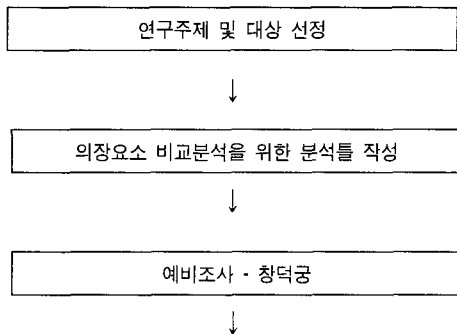 연구주제 및 대상 선정
↓
의장요소 비교분석을 위한 분석틀 작성
↓
예비조사 - 창덕궁
↓